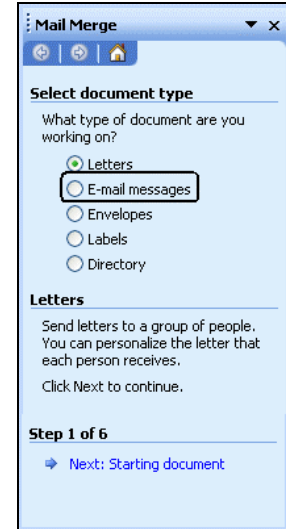 Mail Merge
Select document type
What type of document are you
working on?
Letters
E-mail messages
Envelopes
Labels
Directory
Letters
Send letters to a group of people.
You can personalize the letter that
each person receives.
Click Next to continue.
Step 1 of 6
Next: Starting document